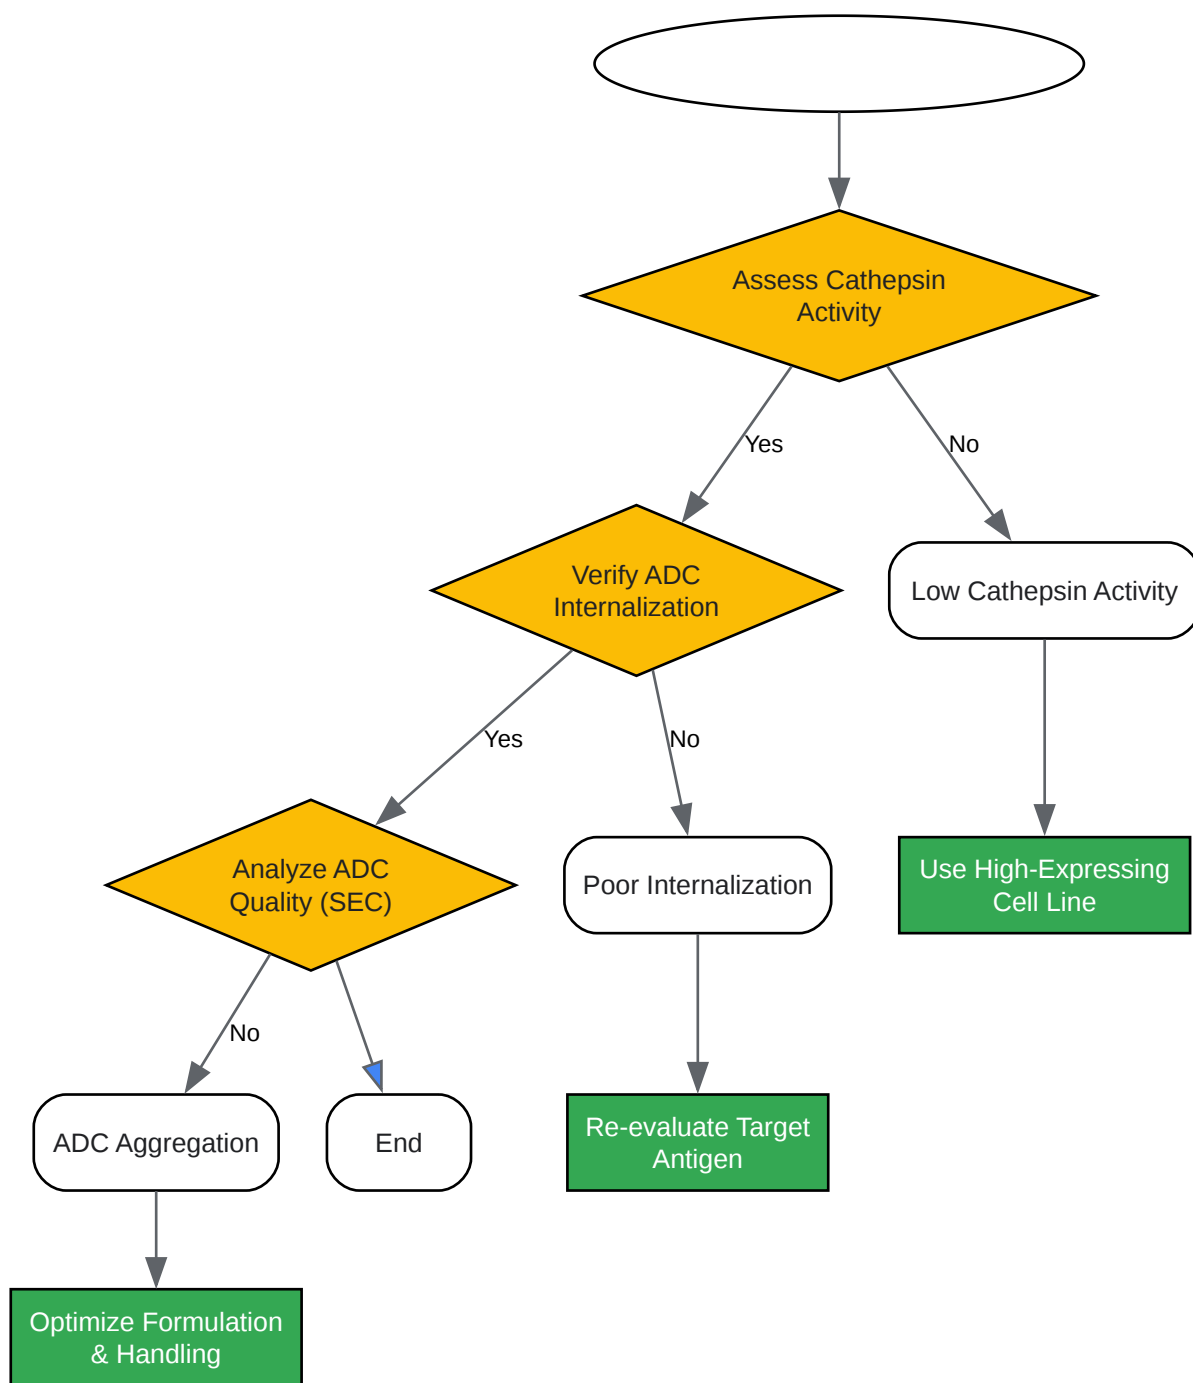 Assess Cathepsin
Activity
Yes
No
Verify ADC
Internalization
Low Cathepsin Activity
Yes
No
Analyze ADC
Quality (SEC)
Poor Internalization
Use High-Expressing
Cell Line
No
ADC Aggregation
End
Re-evaluate Target
Antigen
Optimize Formulation
& Handling